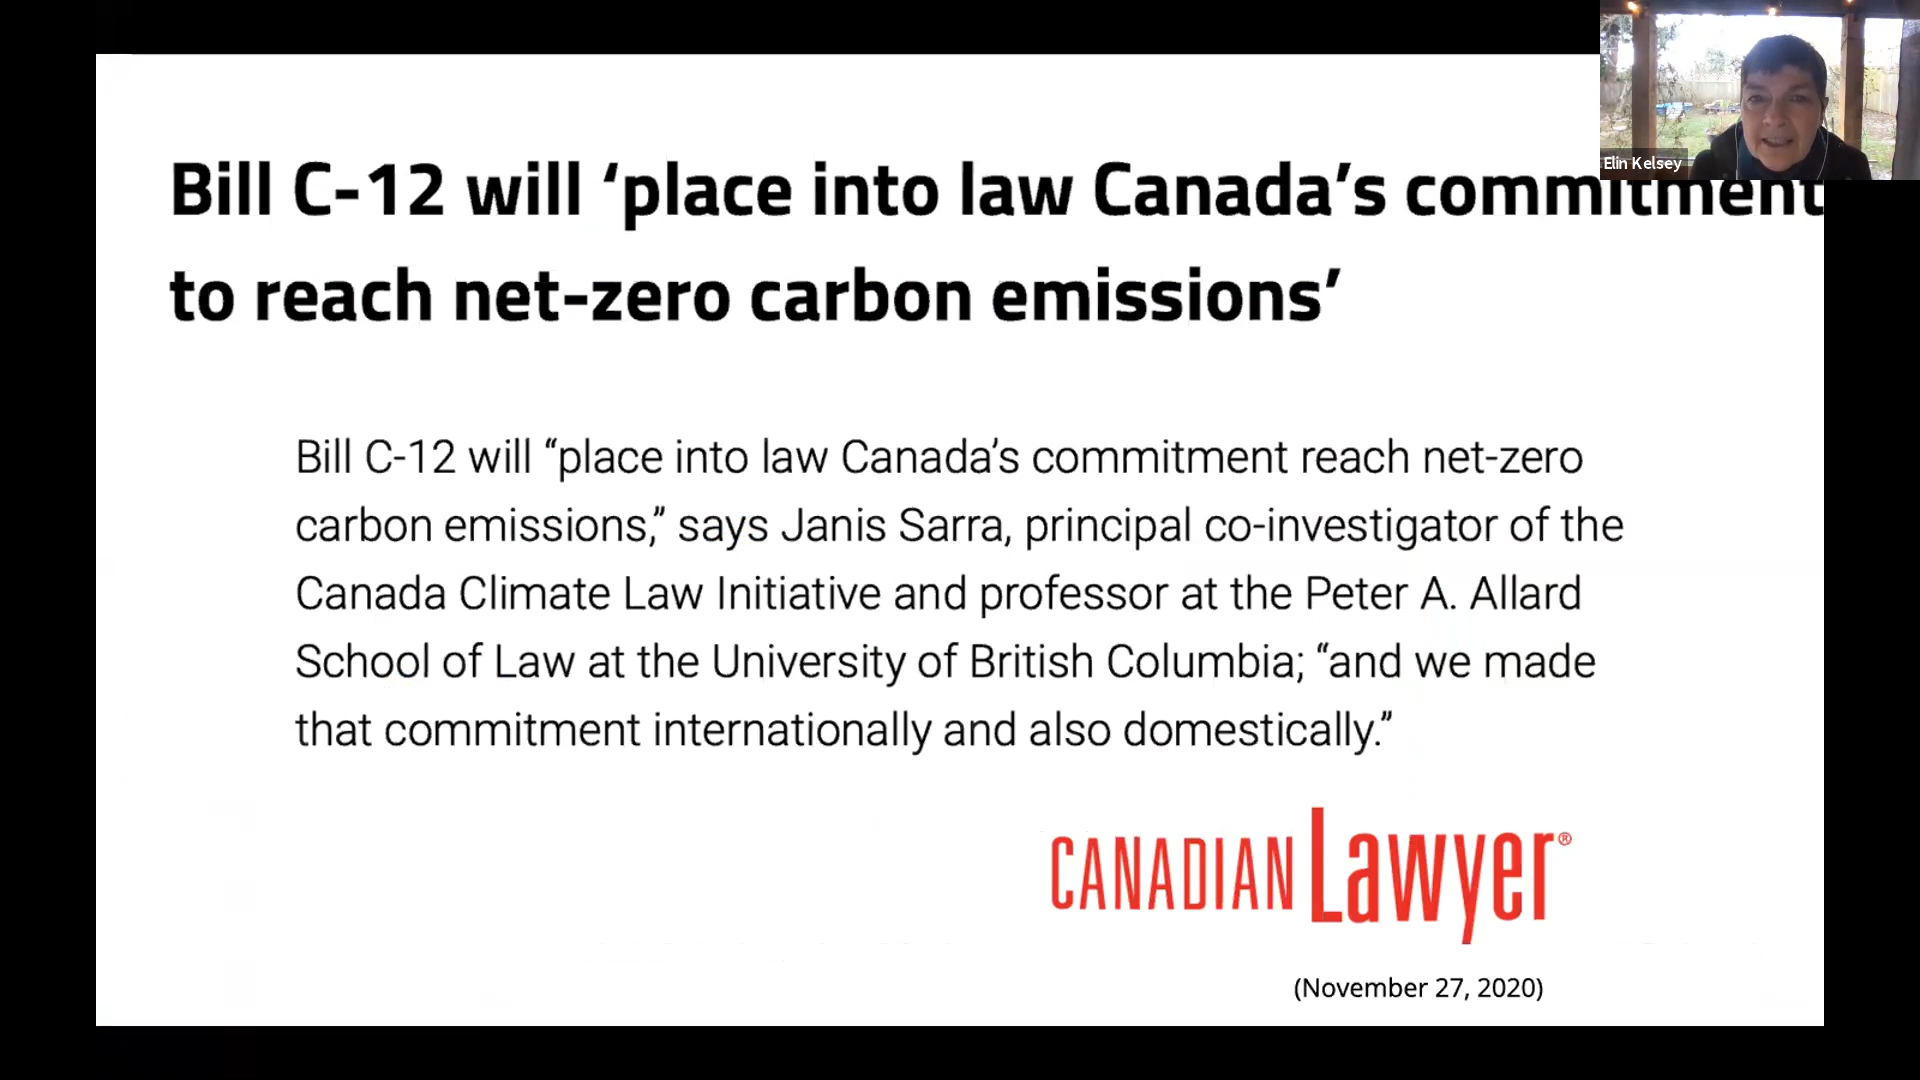 Elin Kelsey
Bill C-12 will ‘place into law Canada’s commitment
to reach net-zero carbon emissions’
Bill C-12 will “place into law Canada’s commitment reach net-zero
carbon emissions,” says Janis Sarra, principal co-investigator of the
Canada Climate Law Initiative and professor at the Peter A. Allard
School of Law at the University of British Columbia; “and we made
that commitment internationally and also domestically.”
CANADIAN Lawyer®
(November 27, 2020)